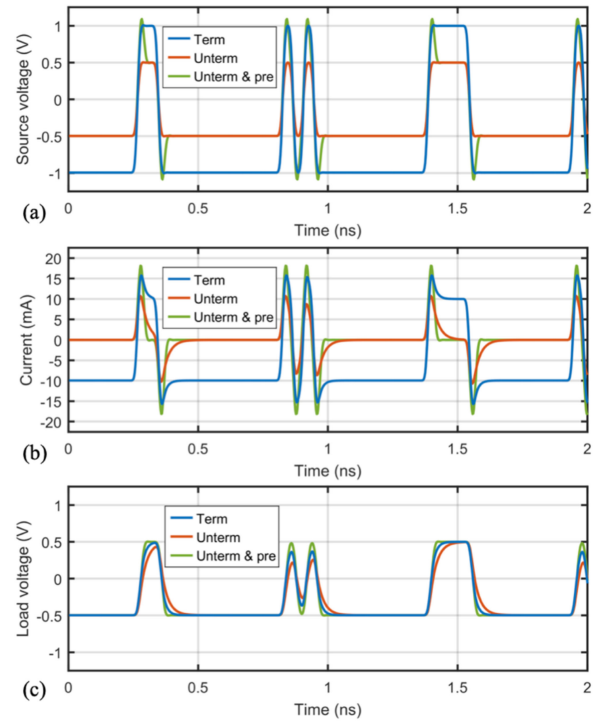 (a)
Source voltage (V)
1
0.5
0
-0.5
-1
Term
Unterm
Unterm & pre
0 0.5 1 1.5 2
Time (ns)
(b)
Current (mA)
20
15
10
5
0
-5
-10
-15
-20
Term
Unterm
Unterm & pre
0 0.5 1 1.5 2
Time (ns)
(c)
Load voltage (V)
1
0.5
0
-0.5
-1
Term
Unterm
Unterm & pre
0 0.5 1 1.5 2
Time (ns)